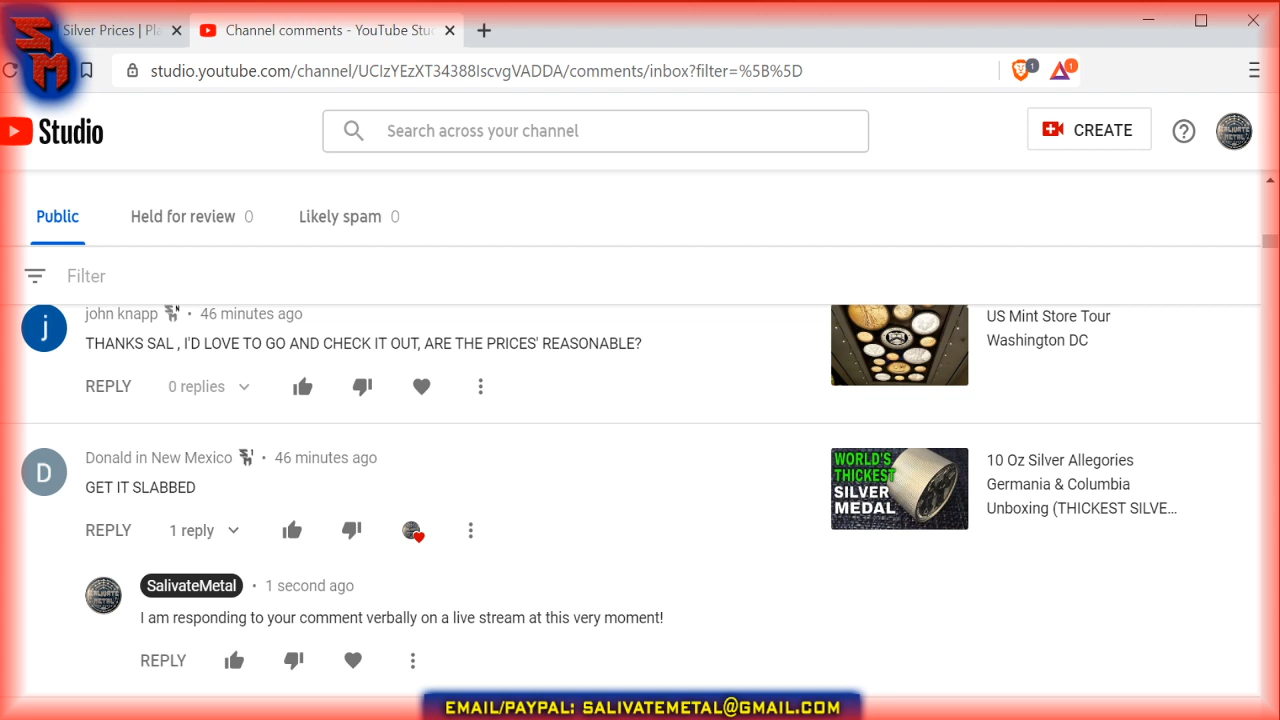 SM
Silver Prices | Pla
Channel comments - YouTube Stu
studio.youtube.com/channel/UCIzYEzXT34388IscvgVADDA/comments/inbox?filter=%5B%5D
1
1
Studio
Search across your channel
CREATE
Public
Held for review 0
Likely spam 0
Filter
j
john knapp • 46 minutes ago
THANKS SAL , I'D LOVE TO GO AND CHECK IT OUT, ARE THE PRICES' REASONABLE?
REPLY
0 replies
US Mint Store Tour
Washington DC
D
Donald in New Mexico • 46 minutes ago
GET IT SLABBED
REPLY
1 reply
WORLD'S
THICKEST
SILVER
MEDAL
10 Oz Silver Allegories
Germania & Columbia
Unboxing (THICKEST SILVE...
SalivateMetal • 1 second ago
I am responding to your comment verbally on a live stream at this very moment!
REPLY
EMAIL/PAYPAL: SALIVATEMETAL@GMAIL.COM